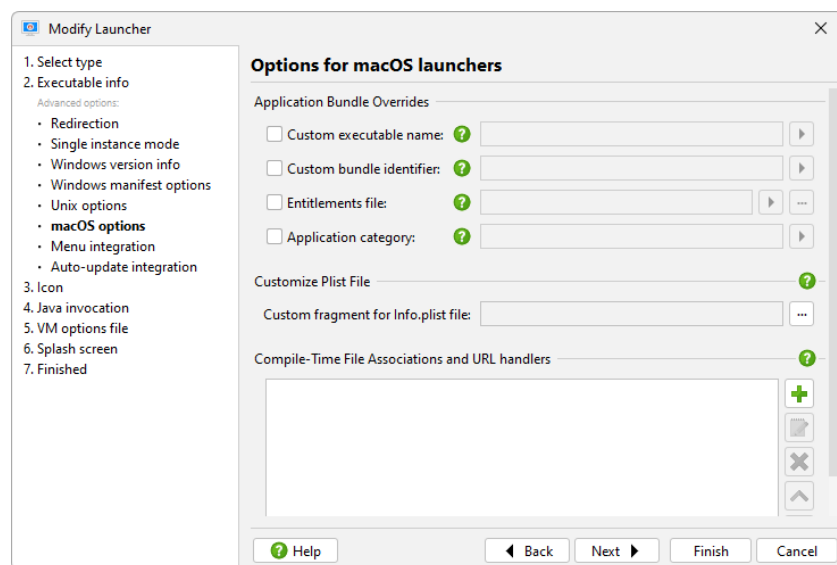 Modify Launcher
1. Select type
2. Executable info
Advanced options:
Redirection
Single instance mode
Windows version info
Windows manifest options
Unix options
macOS options
Menu integration
Auto-update integration
3. Icon
4. Java invocation
5. VM options file
6. Splash screen
7. Finished
Options for macOS launchers
Application Bundle Overrides
Custom executable name:
Custom bundle identifier:
Entitlements file:
...
Application category:
Customize Plist File
Custom fragment for Info.plist file:
...
Compile-Time File Associations and URL handlers
Help
Back
Next
Finish
Cancel